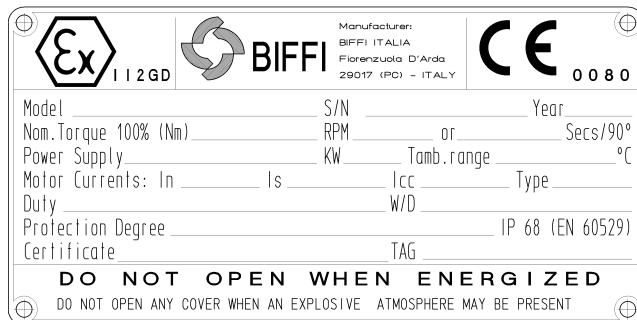 Ex II2GD
BIFFI
Manufacturer:
BIFFI ITALIA
Fiorenzuola D'Arda
29017 (PC) - ITALY
CE 0080
Model S/N Year
Nom.Torque 100% (Nm) RPM or Secs/90°
Power Supply KW Tamb.range °C
Motor Currents: In Is Icc Type
Duty W/D
Protection Degree IP 68 (EN 60529)
Certificate TAG
DO NOT OPEN WHEN ENERGIZED
DO NOT OPEN ANY COVER WHEN AN EXPLOSIVE ATMOSPHERE MAY BE PRESENT